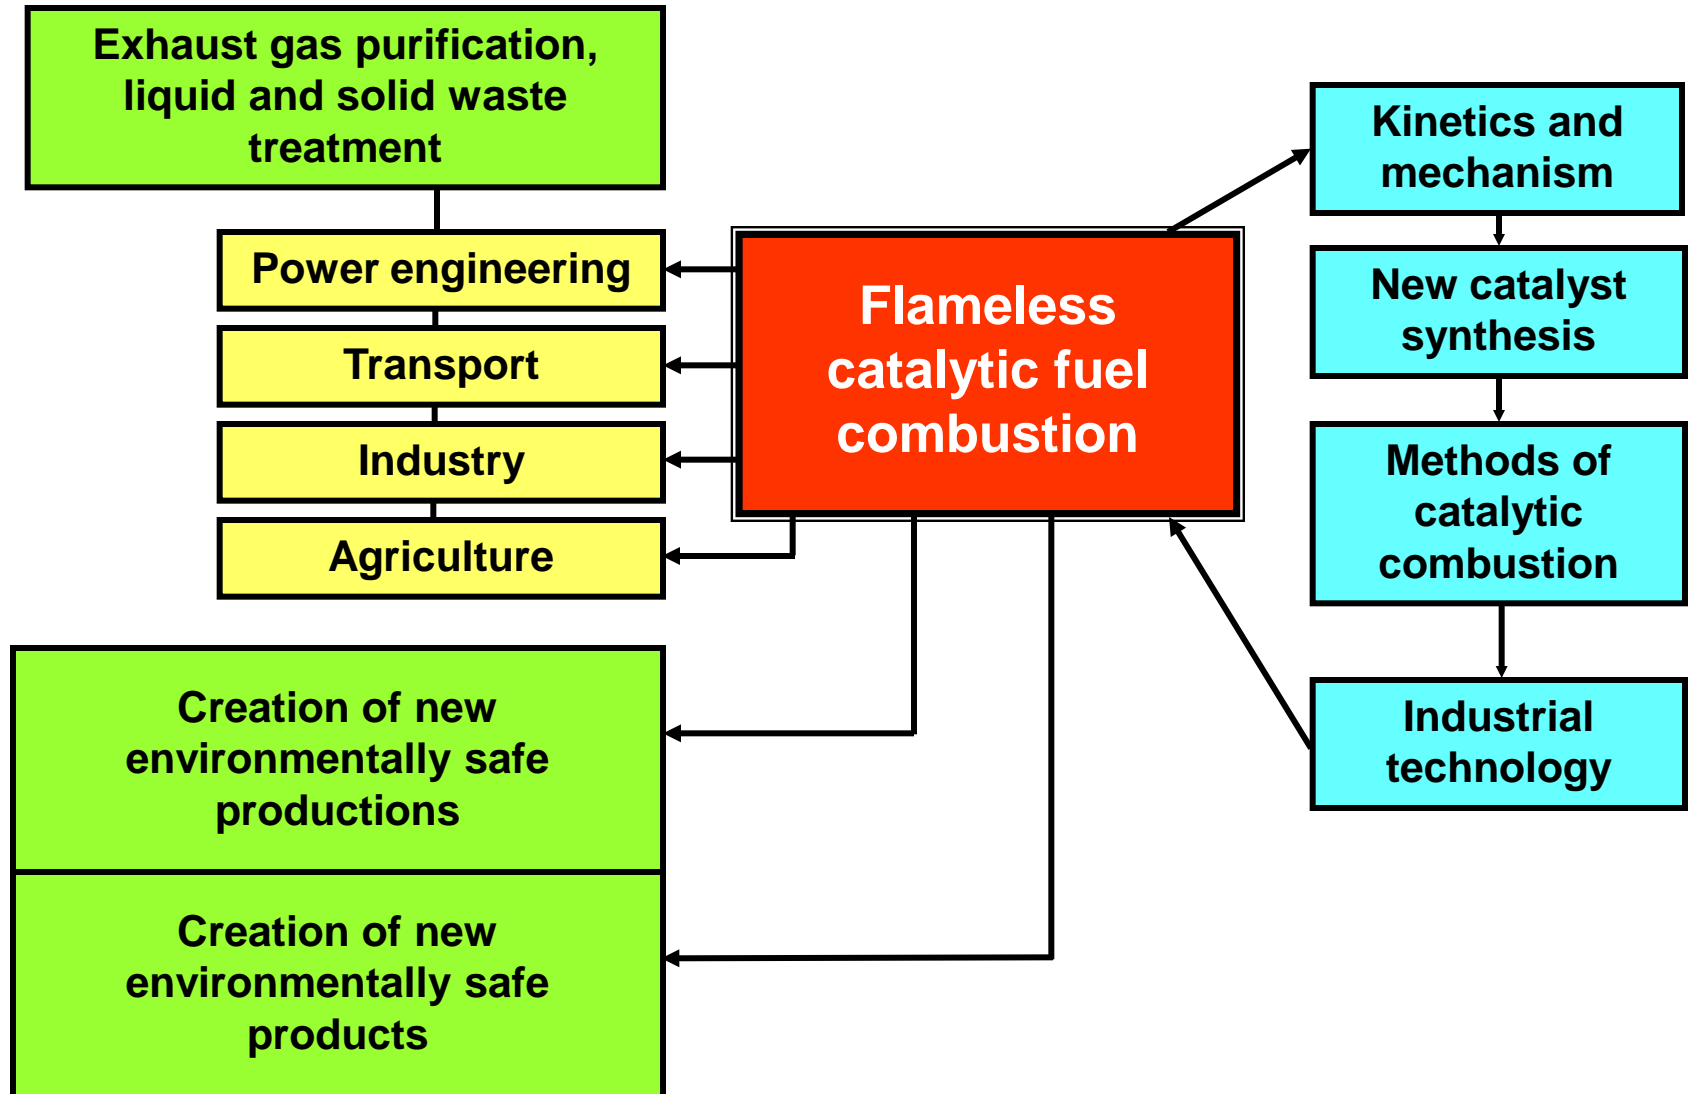 Exhaust gas purification,
liquid and solid waste
treatment
Power engineering
Transport
Industry
Agriculture
Creation of new
environmentally safe
productions
Creation of new
environmentally safe
products
Flameless
catalytic fuel
combustion
Kinetics and
mechanism
New catalyst
synthesis
Methods of
catalytic
combustion
Industrial
technology